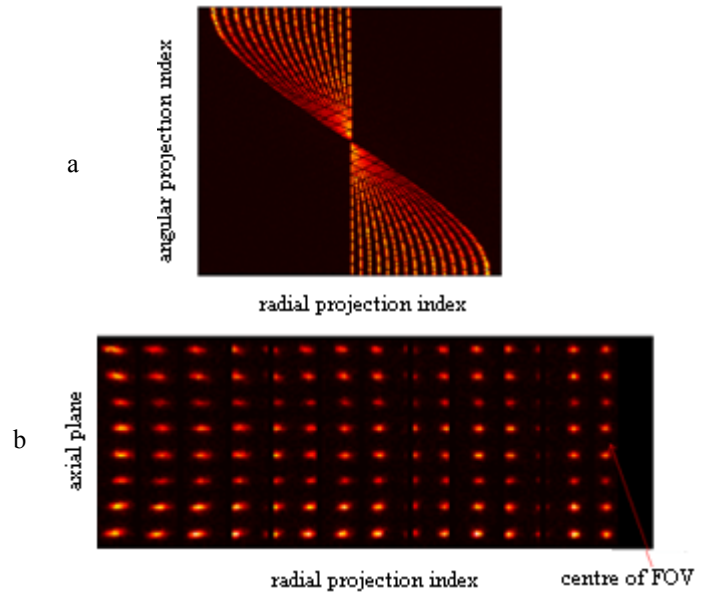 a
angular projection index
radial projection index
b
axial plane
radial projection index
centre of FOV